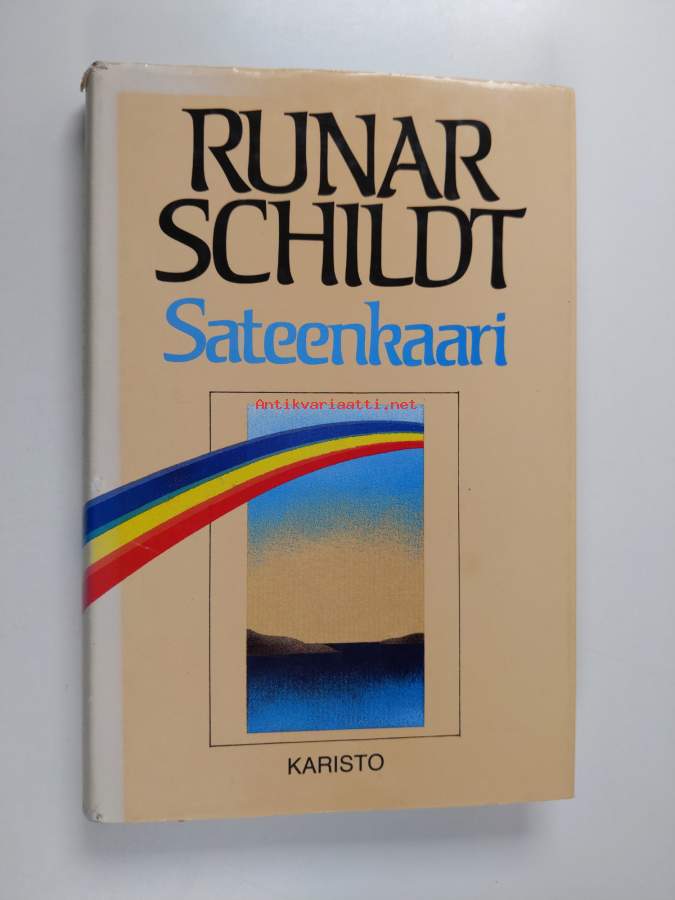 RUNAR
SCHILDT
Sateenkaari
Antikvariaatti.net
KARISTO